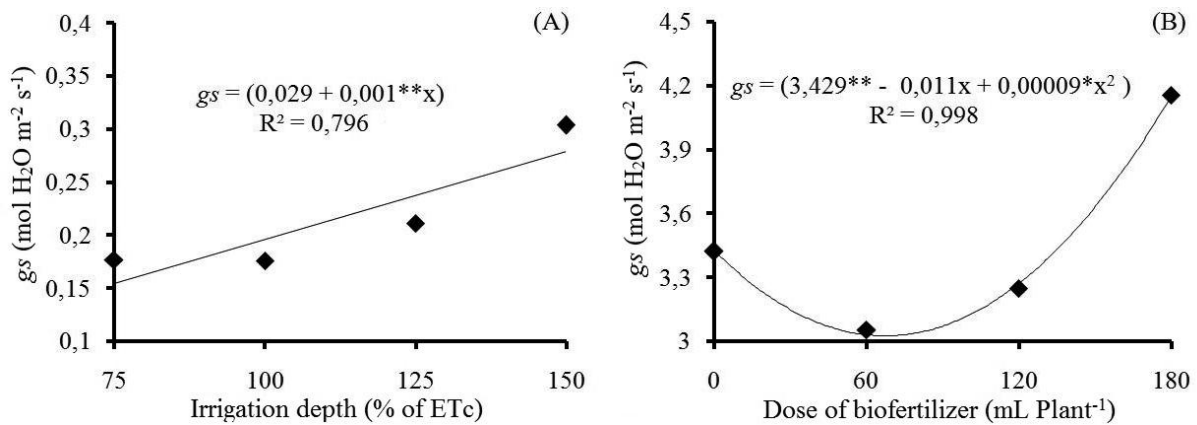 (A)
gs = (0,029 + 0,001**x)
R² = 0,796
gs (mol H₂O m⁻² s⁻¹)
0,4
0,35
0,3
0,25
0,2
0,15
0,1
75 100 125 150
Irrigation depth (% of ETc)
(B)
gs = (3,429** - 0,011x + 0,00009*x² )
R² = 0,998
gs (mol H₂O m⁻² s⁻¹)
4,5
4,2
3,9
3,6
3,3
3
0 60 120 180
Dose of biofertilizer (mL Plant⁻¹)